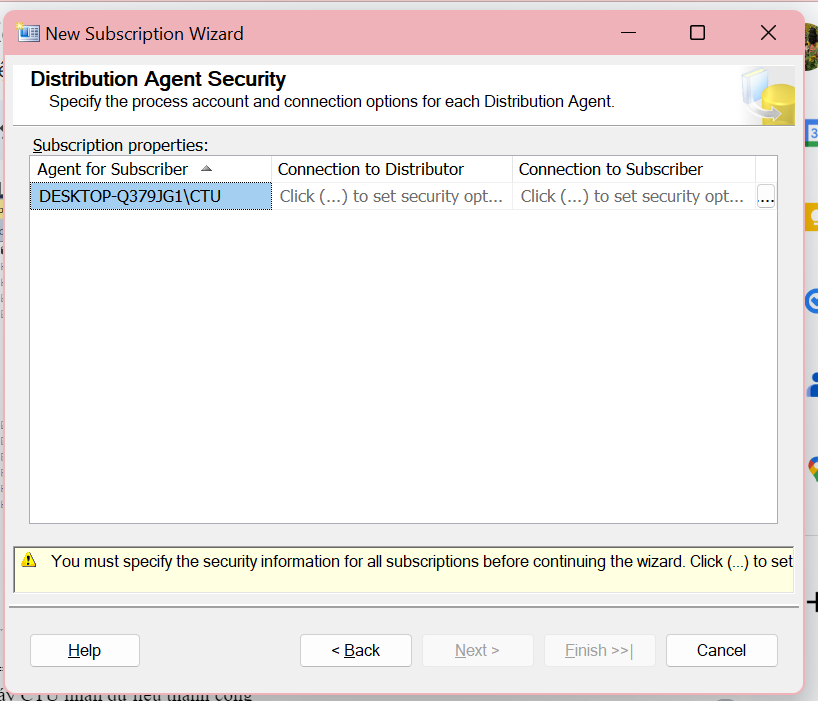 New Subscription Wizard
Distribution Agent Security
Specify the process account and connection options for each Distribution Agent.
Subscription properties:
Agent for Subscriber Connection to Distributor Connection to Subscriber
DESKTOP-Q379JG1\CTU Click (...) to set security opt... Click (...) to set security opt... ...
You must specify the security information for all subscriptions before continuing the wizard. Click (...) to set
Help < Back Next > Finish >>| Cancel